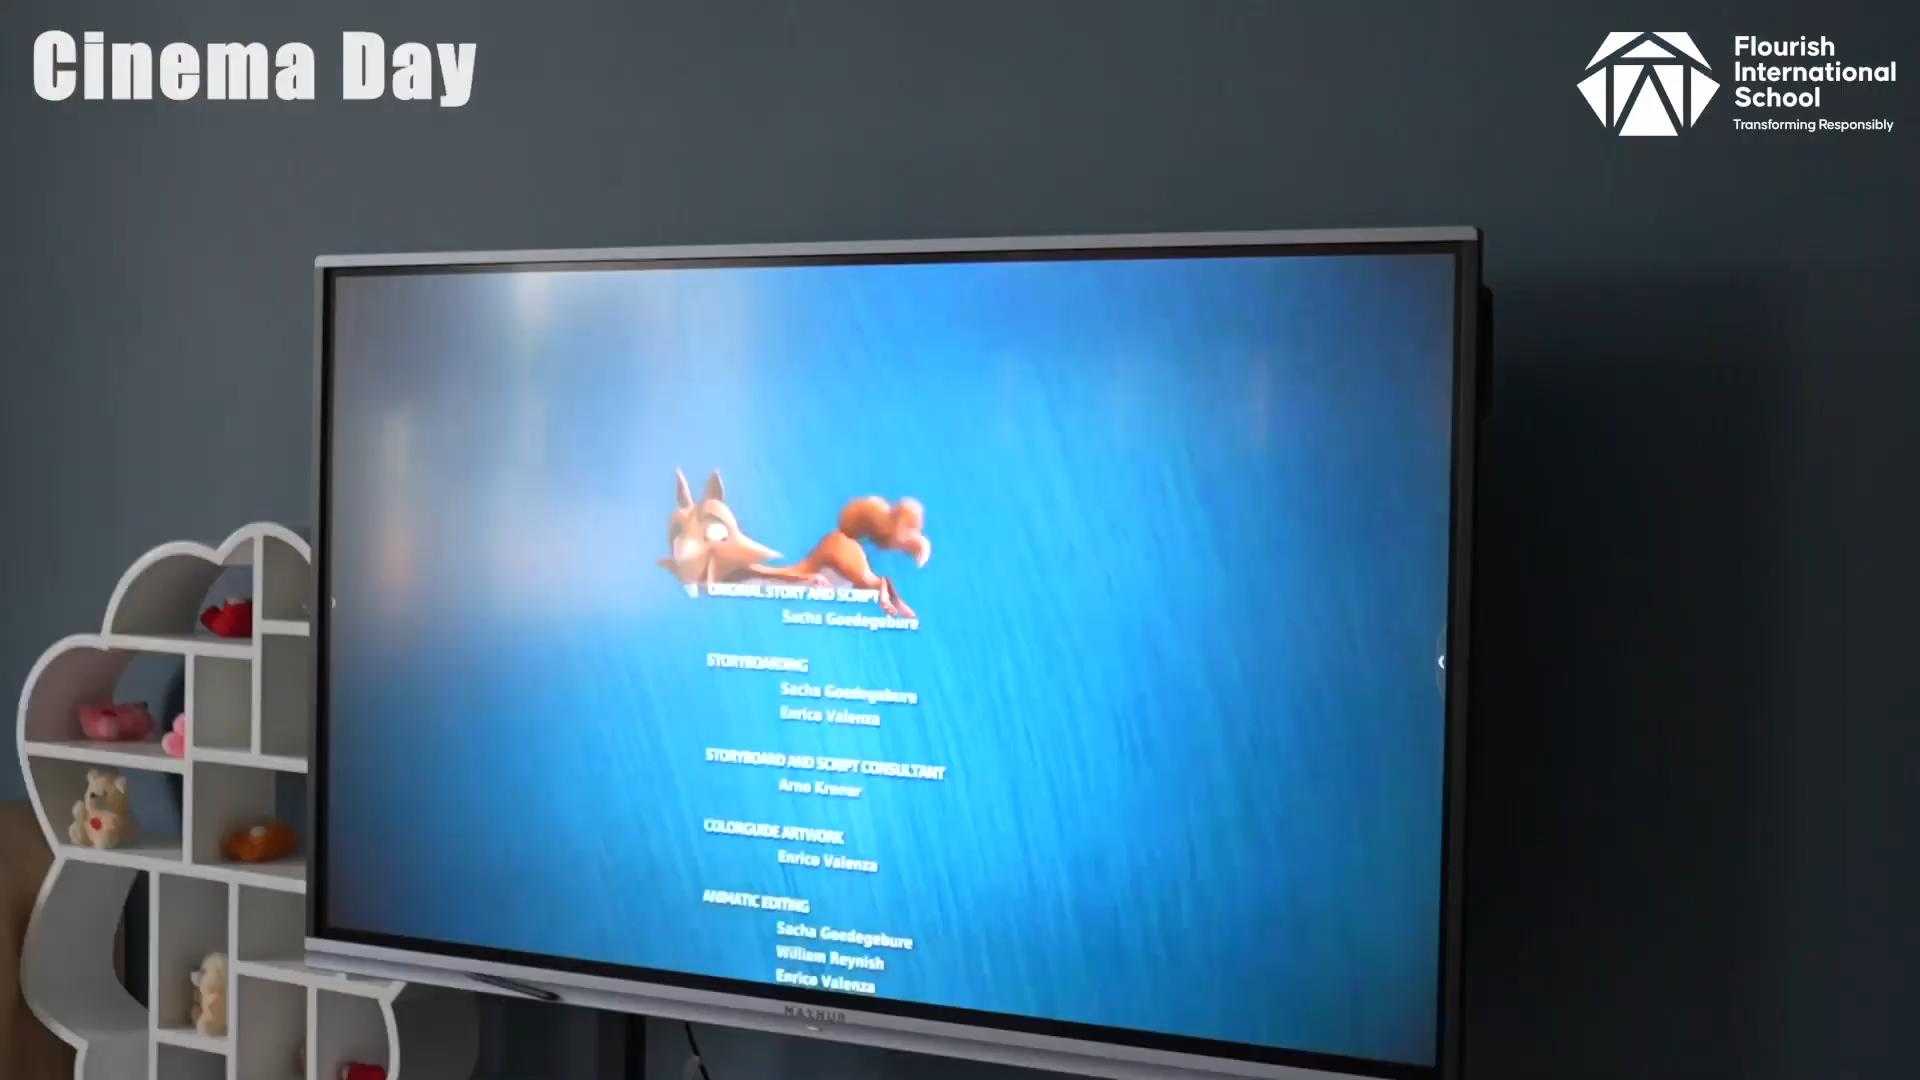 Cinema Day
Flourish
International
School
Transforming Responsibly
ORIGINAL STORY AND SCRIPT
Sacha Goedegebure
STORYBOARDING
Sacha Goedegebure
Enrico Valenza
STORYBOARD AND SCRIPT CONSULTANT
Arno Kroner
COLORGUIDE ARTWORK
Enrico Valenza
ANIMATIC EDITING
Sacha Goedegebure
William Reynish
Enrico Valenza